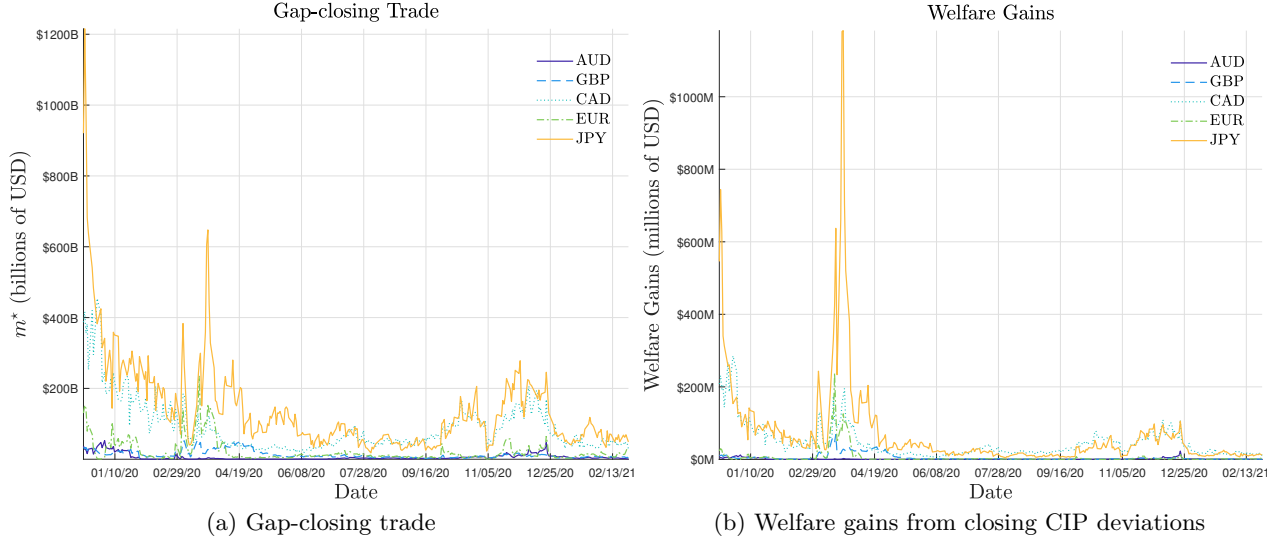 Gap-closing Trade
m* (billions of USD)
$1200B
$1000B
$800B
$600B
$400B
$200B
AUD
GBP
CAD
EUR
JPY
01/10/20 02/29/20 04/19/20 06/08/20 07/28/20 09/16/20 11/05/20 12/25/20 02/13/21
Date
(a) Gap-closing trade
Welfare Gains
Welfare Gains (millions of USD)
$1000M
$800M
$600M
$400M
$200M
$0M
AUD
GBP
CAD
EUR
JPY
01/10/20 02/29/20 04/19/20 06/08/20 07/28/20 09/16/20 11/05/20 12/25/20 02/13/21
Date
(b) Welfare gains from closing CIP deviations